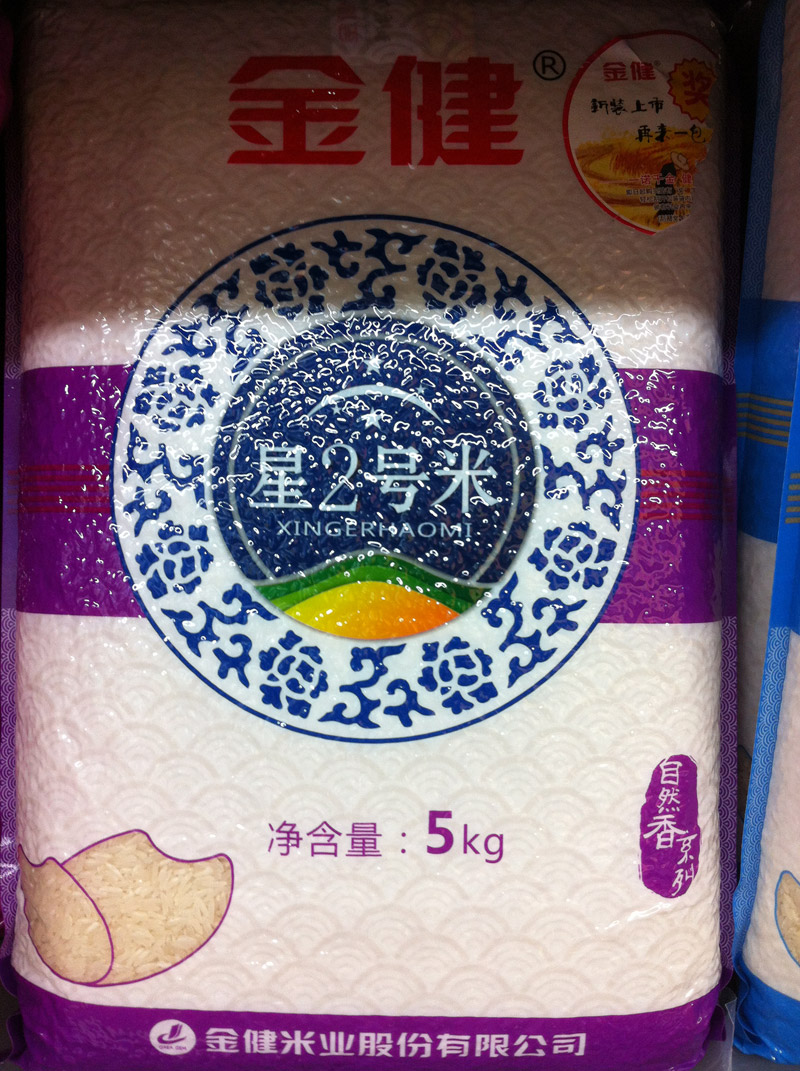 金健®
金健®
奖
新装上市
再来一包
星2号米
XINGERHAOMI
净含量：5kg
自然香系列
金健米业股份有限公司